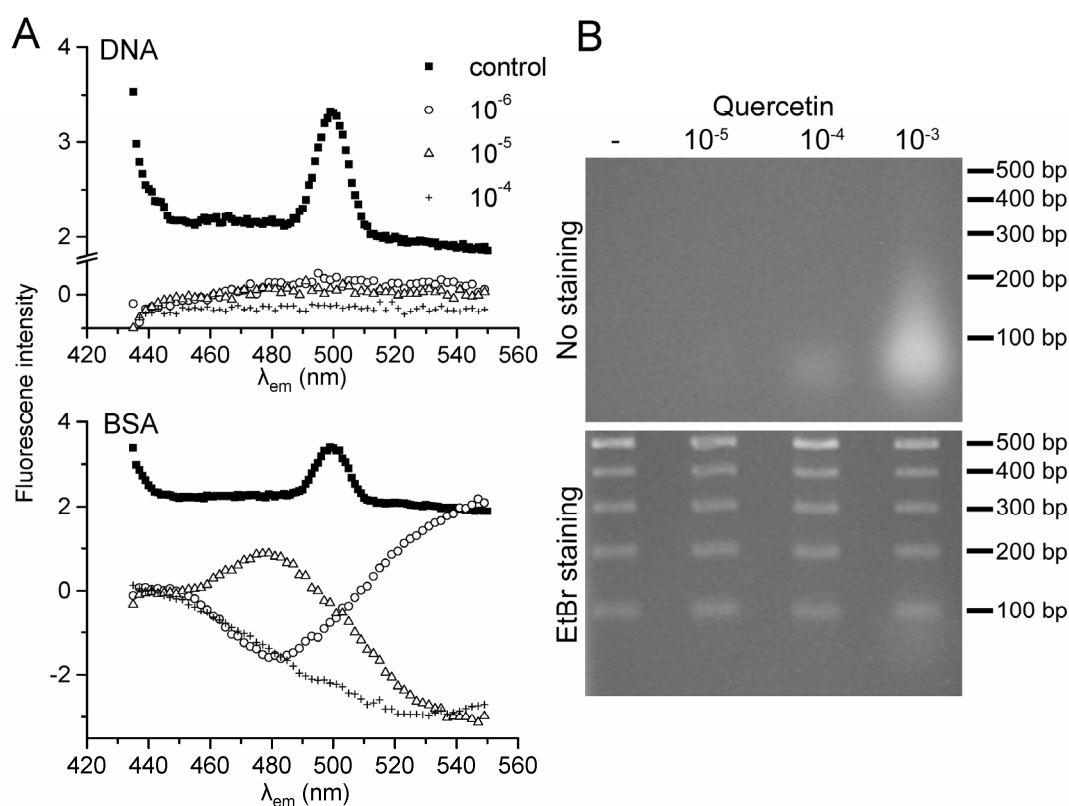 A
DNA
4
3
2
0
control
10⁻⁶
10⁻⁵
10⁻⁴
420 440 460 480 500 520 540 560
λem (nm)
Fluorescene intensity
BSA
4
2
0
-2
420 440 460 480 500 520 540 560
λem (nm)
B
Quercetin
- 10⁻⁵ 10⁻⁴ 10⁻³
No staining
500 bp
400 bp
300 bp
200 bp
100 bp
EtBr staining
500 bp
400 bp
300 bp
200 bp
100 bp